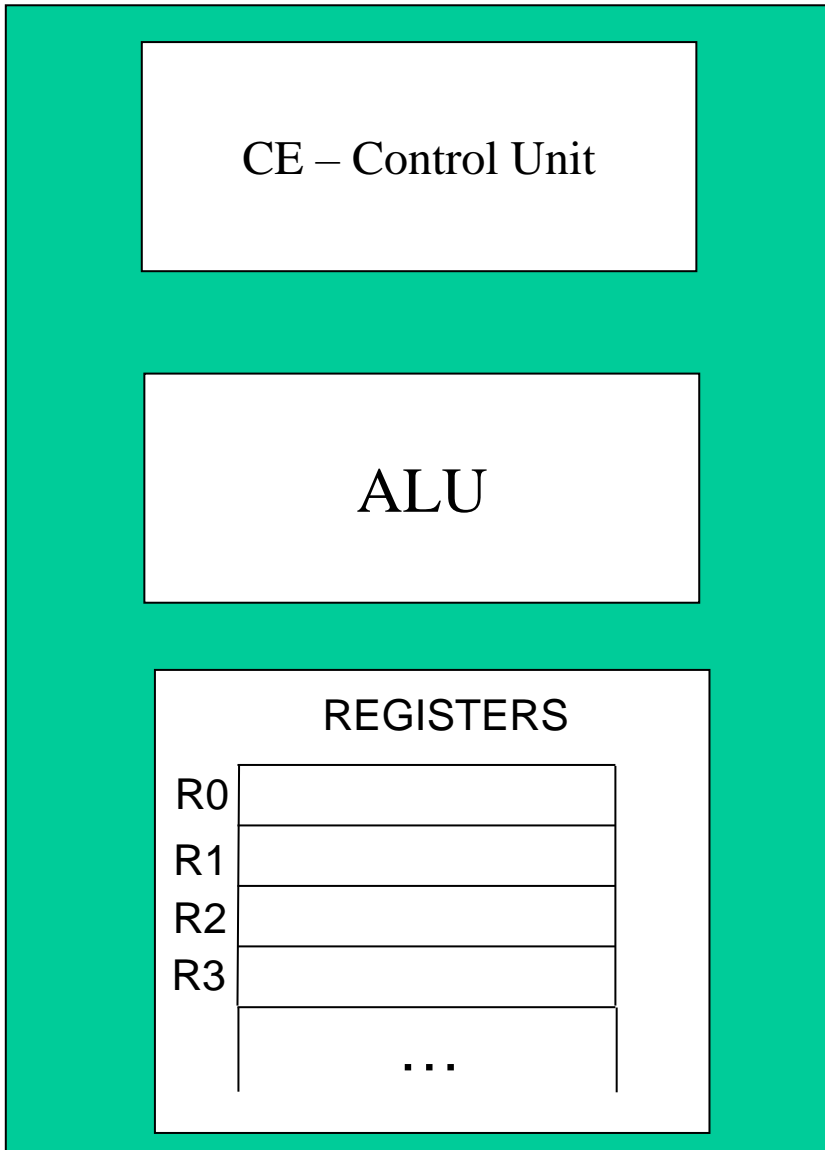 CE – Control Unit
ALU
REGISTERS
R0
R1
R2
R3
...